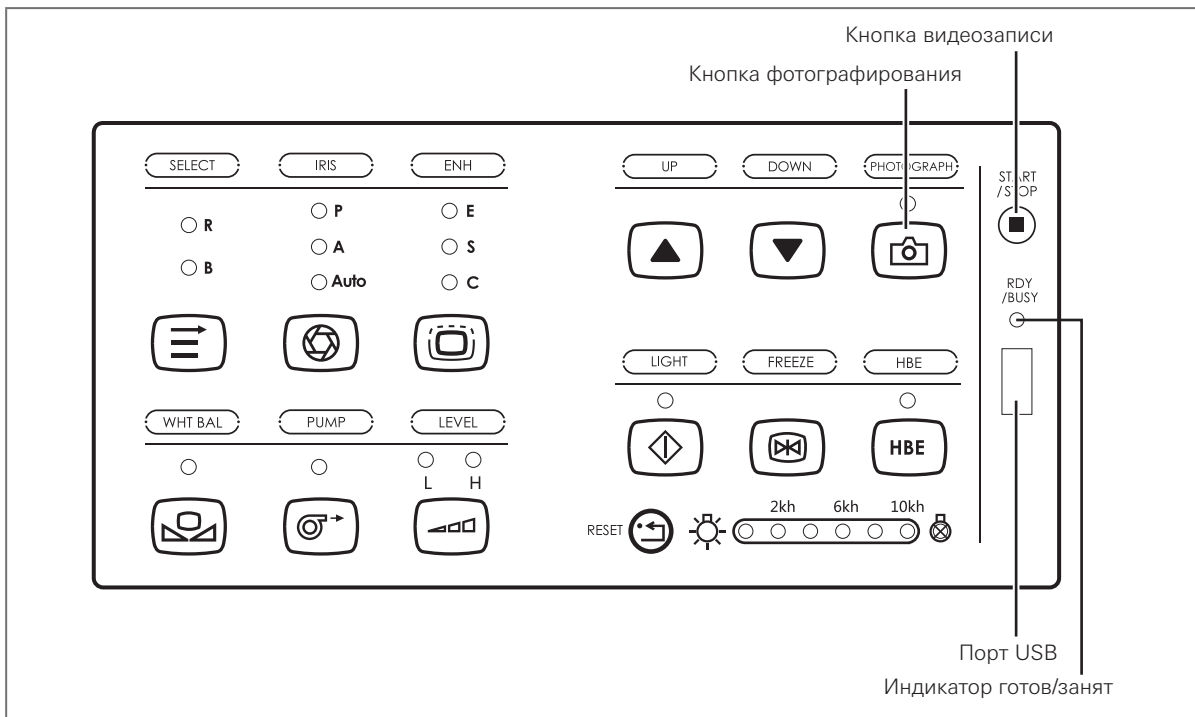 Кнопка видеозаписи
Кнопка фотографирования
SELECT IRIS ENH UP DOWN PHOTOGRAPH
START
/STOP
R
B
P
A
Auto
E
S
C
RDY
/BUSY
LIGHT FREEZE HBE
WHT BAL PUMP LEVEL
L H
HBE
2kh 6kh 10kh
RESET
Порт USB
Индикатор готов/занят